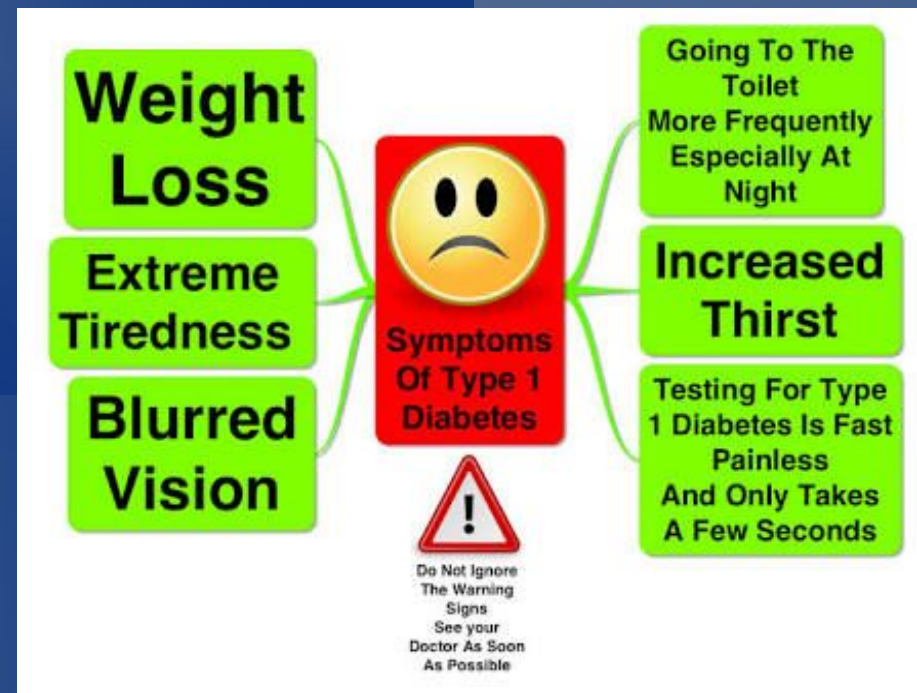 Weight
Loss
Extreme
Tiredness
Blurred
Vision
Symptoms
Of Type 1
Diabetes
Going To The
Toilet
More Frequently
Especially At
Night
Increased
Thirst
Testing For Type
1 Diabetes Is Fast
Painless
And Only Takes
A Few Seconds
!
Do Not Ignore
The Warning
Signs
See your
Doctor As Soon
As Possible